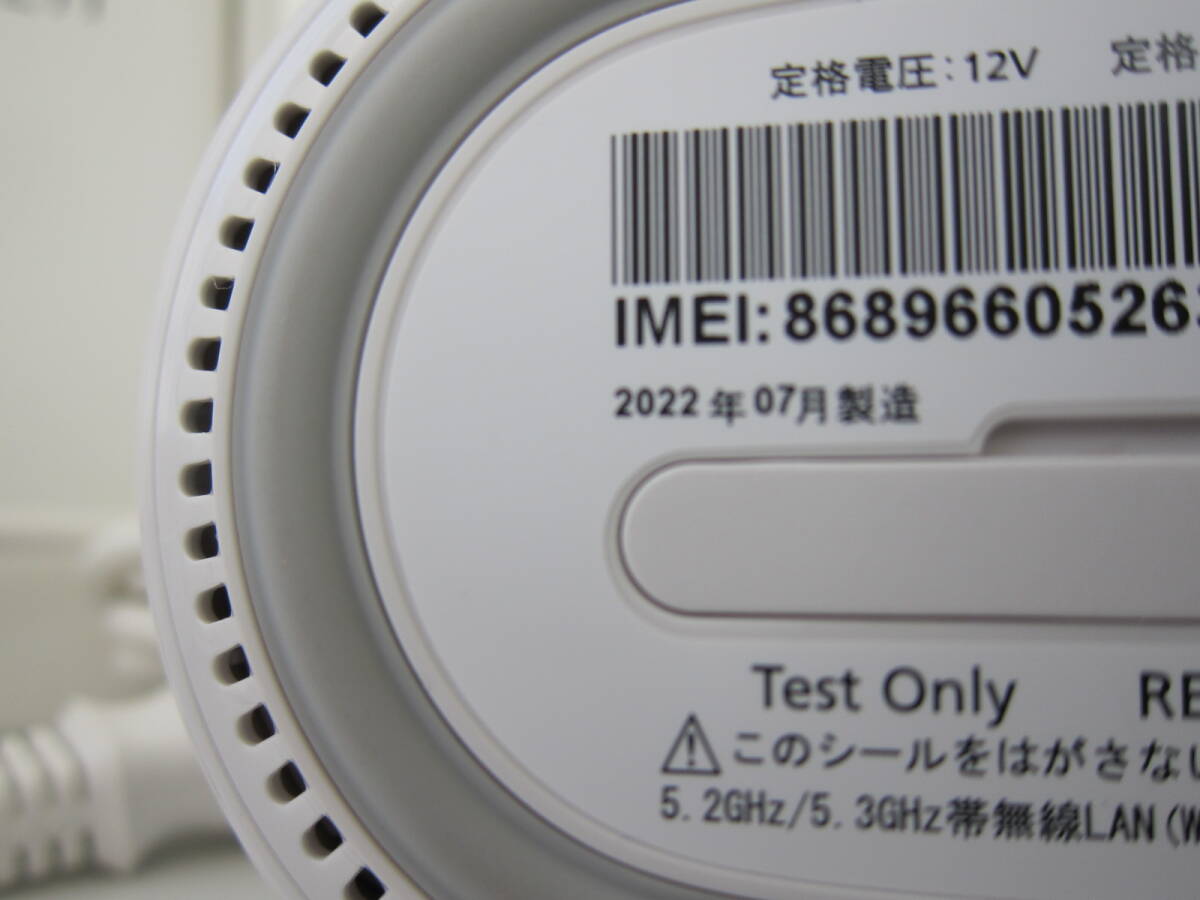 定格電圧：12V 定格
IMEI: 86896605263
2022年07月製造
Test Only RE
⚠このシールをはがさない
5.2GHz/5.3GHz帯無線LAN(W